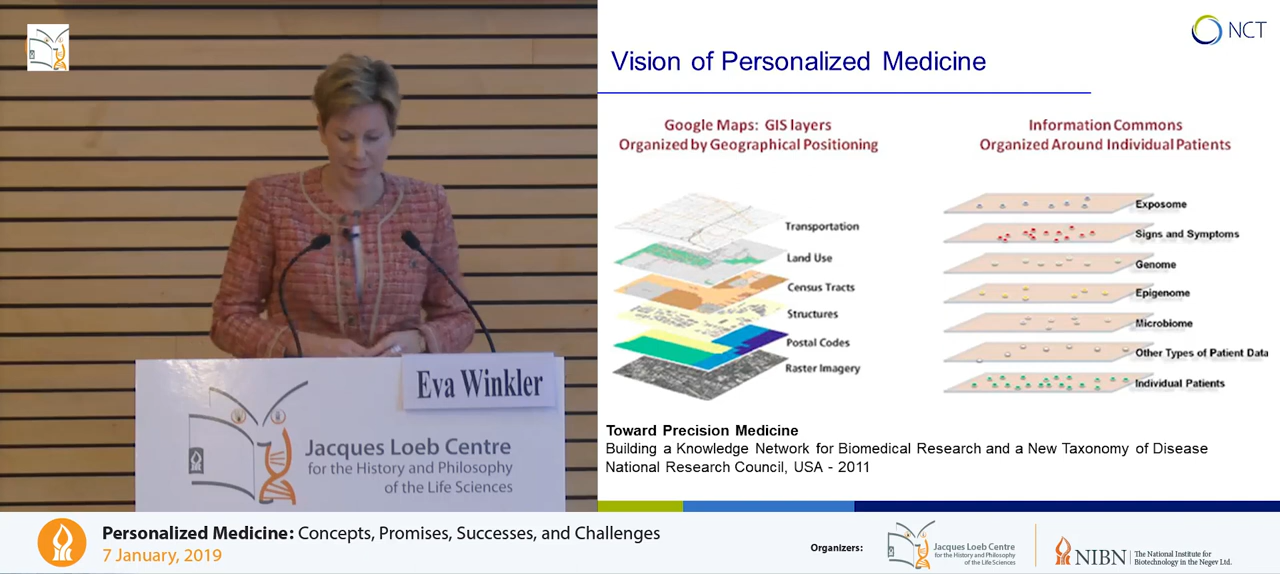 NCT
Vision of Personalized Medicine
Google Maps: GIS layers
Organized by Geographical Positioning
Transportation
Land Use
Census Tracts
Structures
Postal Codes
Raster Imagery
Information Commons
Organized Around Individual Patients
Exposome
Signs and Symptoms
Genome
Epigenome
Microbiome
Other Types of Patient Data
Individual Patients
Toward Precision Medicine
Building a Knowledge Network for Biomedical Research and a New Taxonomy of Disease
National Research Council, USA - 2011
Eva Winkler
Jacques Loeb Centre
for the History and Philosophy
of the Life Sciences
Personalized Medicine: Concepts, Promises, Successes, and Challenges
7 January, 2019
Organizers:
Jacques Loeb Centre
for the History and Philosophy
of the Life Sciences
NIBN
The National Institute for
Biotechnology in the Negev Ltd.